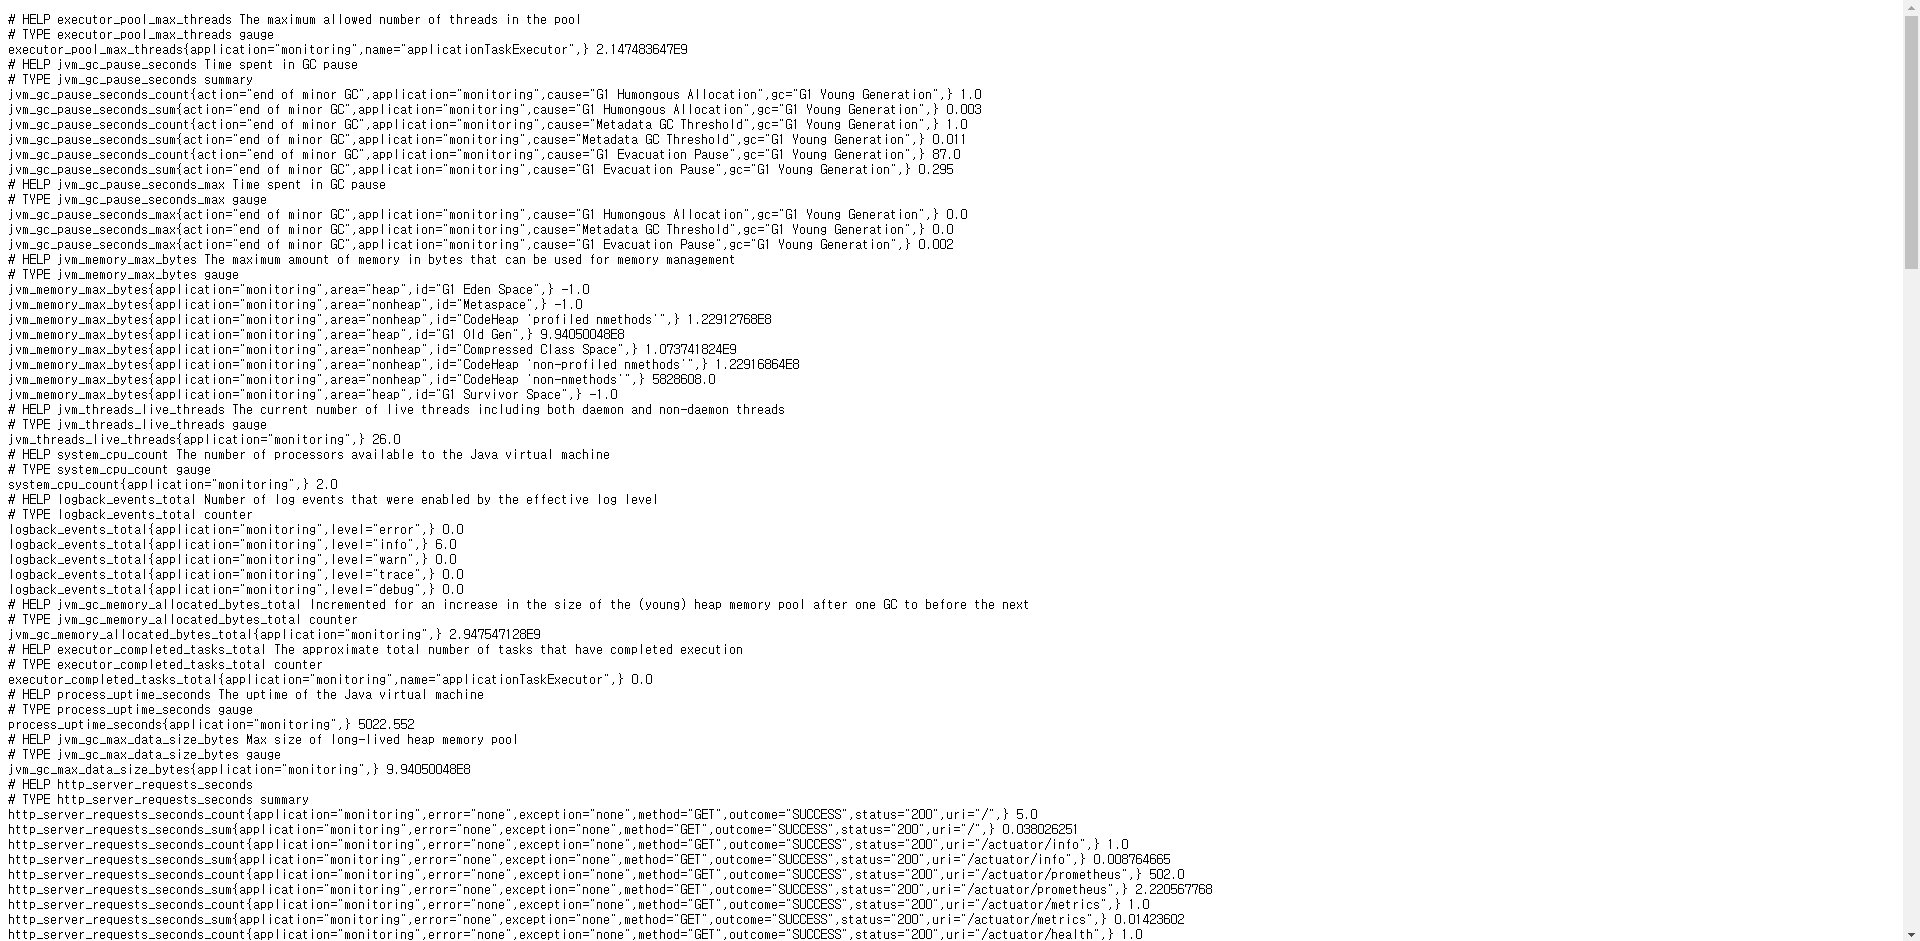 # HELP executor_pool_max_threads The maximum allowed number of threads in the pool
# TYPE executor_pool_max_threads gauge
executor_pool_max_threads{application="monitoring",name="applicationTaskExecutor",} 2.147483647E9
# HELP jvm_gc_pause_seconds Time spent in GC pause
# TYPE jvm_gc_pause_seconds summary
jvm_gc_pause_seconds_count{action="end of minor GC",application="monitoring",cause="G1 Humongous Allocation",gc="G1 Young Generation",} 1.0
jvm_gc_pause_seconds_sum{action="end of minor GC",application="monitoring",cause="G1 Humongous Allocation",gc="G1 Young Generation",} 0.003
jvm_gc_pause_seconds_count{action="end of minor GC",application="monitoring",cause="Metadata GC Threshold",gc="G1 Young Generation",} 1.0
jvm_gc_pause_seconds_sum{action="end of minor GC",application="monitoring",cause="Metadata GC Threshold",gc="G1 Young Generation",} 0.011
jvm_gc_pause_seconds_count{action="end of minor GC",application="monitoring",cause="G1 Evacuation Pause",gc="G1 Young Generation",} 87.0
jvm_gc_pause_seconds_sum{action="end of minor GC",application="monitoring",cause="G1 Evacuation Pause",gc="G1 Young Generation",} 0.295
# HELP jvm_gc_pause_seconds_max Time spent in GC pause
# TYPE jvm_gc_pause_seconds_max gauge
jvm_gc_pause_seconds_max{action="end of minor GC",application="monitoring",cause="G1 Humongous Allocation",gc="G1 Young Generation",} 0.0
jvm_gc_pause_seconds_max{action="end of minor GC",application="monitoring",cause="Metadata GC Threshold",gc="G1 Young Generation",} 0.0
jvm_gc_pause_seconds_max{action="end of minor GC",application="monitoring",cause="G1 Evacuation Pause",gc="G1 Young Generation",} 0.002
# HELP jvm_memory_max_bytes The maximum amount of memory in bytes that can be used for memory management
# TYPE jvm_memory_max_bytes gauge
jvm_memory_max_bytes{application="monitoring",area="heap",id="G1 Eden Space",} -1.0
jvm_memory_max_bytes{application="monitoring",area="nonheap",id="Metaspace",} -1.0
jvm_memory_max_bytes{application="monitoring",area="nonheap",id="CodeHeap 'profiled nmethods'",} 1.22912768E8
jvm_memory_max_bytes{application="monitoring",area="heap",id="G1 Old Gen",} 9.94050048E8
jvm_memory_max_bytes{application="monitoring",area="nonheap",id="Compressed Class Space",} 1.073741824E9
jvm_memory_max_bytes{application="monitoring",area="nonheap",id="CodeHeap 'non-profiled nmethods'",} 1.22916864E8
jvm_memory_max_bytes{application="monitoring",area="nonheap",id="CodeHeap 'non-nmethods'",} 5828608.0
jvm_memory_max_bytes{application="monitoring",area="heap",id="G1 Survivor Space",} -1.0
# HELP jvm_threads_live_threads The current number of live threads including both daemon and non-daemon threads
# TYPE jvm_threads_live_threads gauge
jvm_threads_live_threads{application="monitoring",} 26.0
# HELP system_cpu_count The number of processors available to the Java virtual machine
# TYPE system_cpu_count gauge
system_cpu_count{application="monitoring",} 2.0
# HELP logback_events_total Number of log events that were enabled by the effective log level
# TYPE logback_events_total counter
logback_events_total{application="monitoring",level="error",} 0.0
logback_events_total{application="monitoring",level="info",} 6.0
logback_events_total{application="monitoring",level="warn",} 0.0
logback_events_total{application="monitoring",level="trace",} 0.0
logback_events_total{application="monitoring",level="debug",} 0.0
# HELP jvm_gc_memory_allocated_bytes_total Incremented for an increase in the size of the (young) heap memory pool after one GC to before the next
# TYPE jvm_gc_memory_allocated_bytes_total counter
jvm_gc_memory_allocated_bytes_total{application="monitoring",} 2.947547128E9
# HELP executor_completed_tasks_total The approximate total number of tasks that have completed execution
# TYPE executor_completed_tasks_total counter
executor_completed_tasks_total{application="monitoring",name="applicationTaskExecutor",} 0.0
# HELP process_uptime_seconds The uptime of the Java virtual machine
# TYPE process_uptime_seconds gauge
process_uptime_seconds{application="monitoring",} 5022.552
# HELP jvm_gc_max_data_size_bytes Max size of long-lived heap memory pool
# TYPE jvm_gc_max_data_size_bytes gauge
jvm_gc_max_data_size_bytes{application="monitoring",} 9.94050048E8
# HELP http_server_requests_seconds
# TYPE http_server_requests_seconds summary
http_server_requests_seconds_count{application="monitoring",error="none",exception="none",method="GET",outcome="SUCCESS",status="200",uri="/",} 5.0
http_server_requests_seconds_sum{application="monitoring",error="none",exception="none",method="GET",outcome="SUCCESS",status="200",uri="/",} 0.038026251
http_server_requests_seconds_count{application="monitoring",error="none",exception="none",method="GET",outcome="SUCCESS",status="200",uri="/actuator/info",} 1.0
http_server_requests_seconds_sum{application="monitoring",error="none",exception="none",method="GET",outcome="SUCCESS",status="200",uri="/actuator/info",} 0.008764665
http_server_requests_seconds_count{application="monitoring",error="none",exception="none",method="GET",outcome="SUCCESS",status="200",uri="/actuator/prometheus",} 502.0
http_server_requests_seconds_sum{application="monitoring",error="none",exception="none",method="GET",outcome="SUCCESS",status="200",uri="/actuator/prometheus",} 2.220567768
http_server_requests_seconds_count{application="monitoring",error="none",exception="none",method="GET",outcome="SUCCESS",status="200",uri="/actuator/metrics",} 1.0
http_server_requests_seconds_sum{application="monitoring",error="none",exception="none",method="GET",outcome="SUCCESS",status="200",uri="/actuator/metrics",} 0.01423602
http_server_requests_seconds_count{application="monitoring",error="none",exception="none",method="GET",outcome="SUCCESS",status="200",uri="/actuator/health",} 1.0